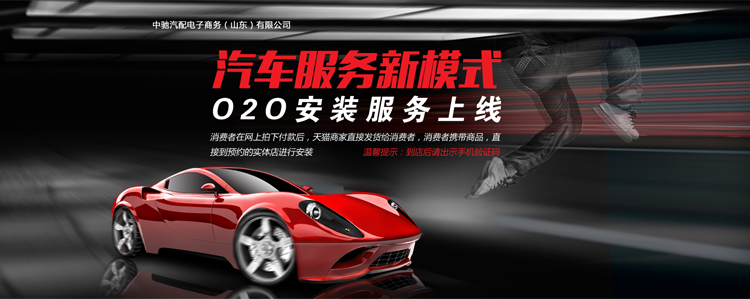 中驰汽配电子商务（山东）有限公司
汽车服务新模式
O2O安装服务上线
消费者在网上拍下付款后，天猫商家直接发货给消费者，消费者携带商品，直
接到预约的实体店进行安装 温馨提示：到店后请出示手机验证码